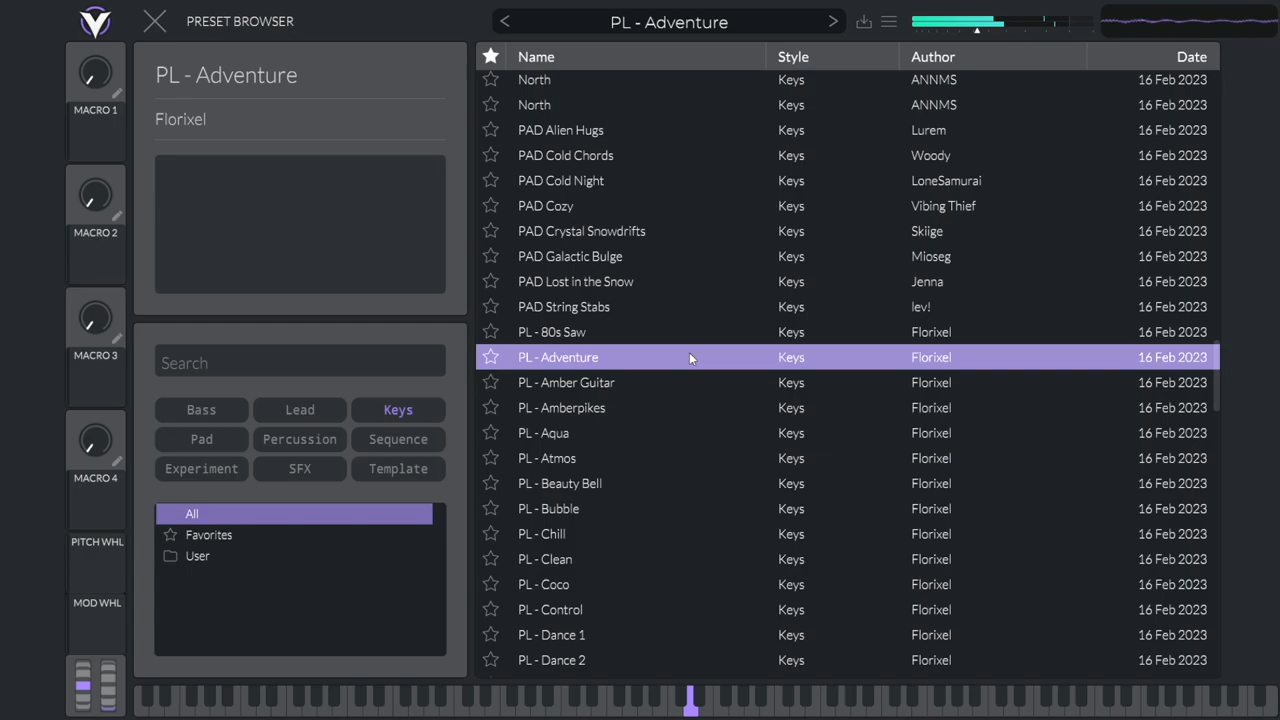 PRESET BROWSER
PL - Adventure
MACRO 1
MACRO 2
MACRO 3
MACRO 4
PITCH WHL
MOD WHL
PL - Adventure
Florixel
Search
Bass Lead Keys
Pad Percussion Sequence
Experiment SFX Template
All
Favorites
User
Name Style Author Date
North Keys ANNMS 16 Feb 2023
North Keys ANNMS 16 Feb 2023
PAD Alien Hugs Keys Lurem 16 Feb 2023
PAD Cold Chords Keys Woody 16 Feb 2023
PAD Cold Night Keys LoneSamurai 16 Feb 2023
PAD Cozy Keys Vibing Thief 16 Feb 2023
PAD Crystal Snowdrifts Keys Skiige 16 Feb 2023
PAD Galactic Bulge Keys Mioseg 16 Feb 2023
PAD Lost in the Snow Keys Jenna 16 Feb 2023
PAD String Stabs Keys lev! 16 Feb 2023
PL - 80s Saw Keys Florixel 16 Feb 2023
PL - Adventure Keys Florixel 16 Feb 2023
PL - Amber Guitar Keys Florixel 16 Feb 2023
PL - Amberpikes Keys Florixel 16 Feb 2023
PL - Aqua Keys Florixel 16 Feb 2023
PL - Atmos Keys Florixel 16 Feb 2023
PL - Beauty Bell Keys Florixel 16 Feb 2023
PL - Bubble Keys Florixel 16 Feb 2023
PL - Chill Keys Florixel 16 Feb 2023
PL - Clean Keys Florixel 16 Feb 2023
PL - Coco Keys Florixel 16 Feb 2023
PL - Control Keys Florixel 16 Feb 2023
PL - Dance 1 Keys Florixel 16 Feb 2023
PL - Dance 2 Keys Florixel 16 Feb 2023